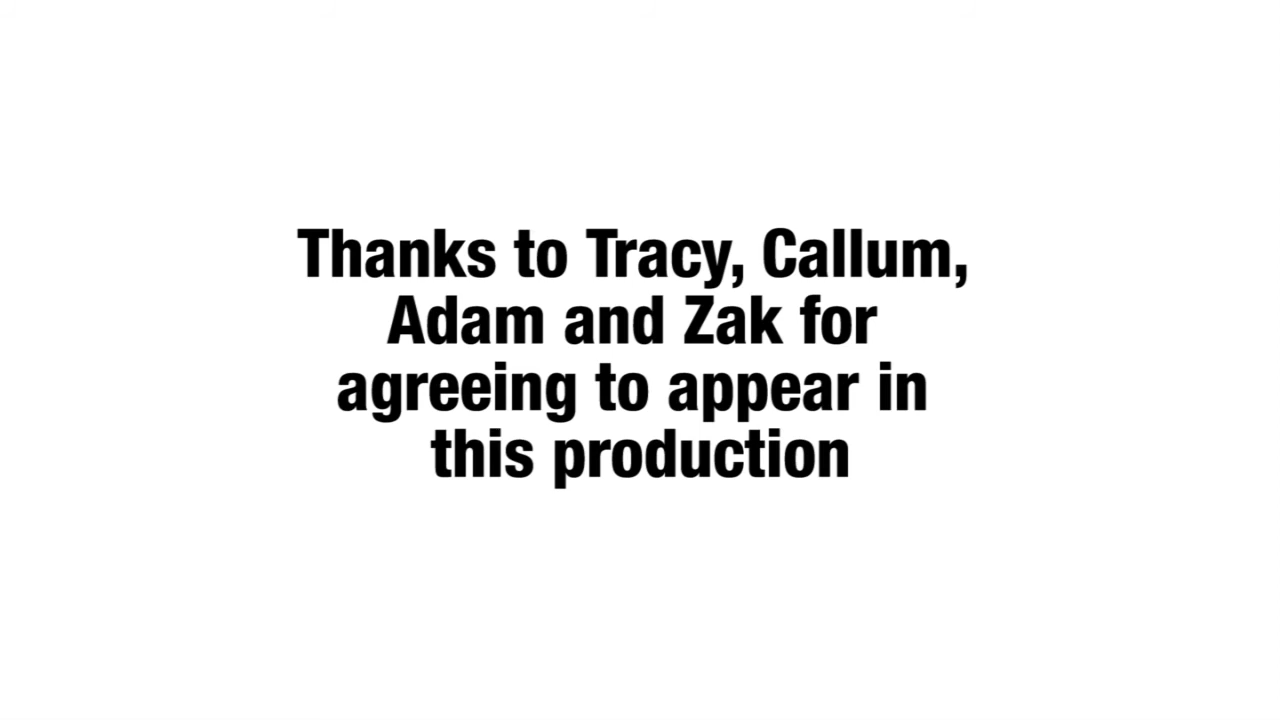 Thanks to Tracy, Callum,
Adam and Zak for
agreeing to appear in
this production